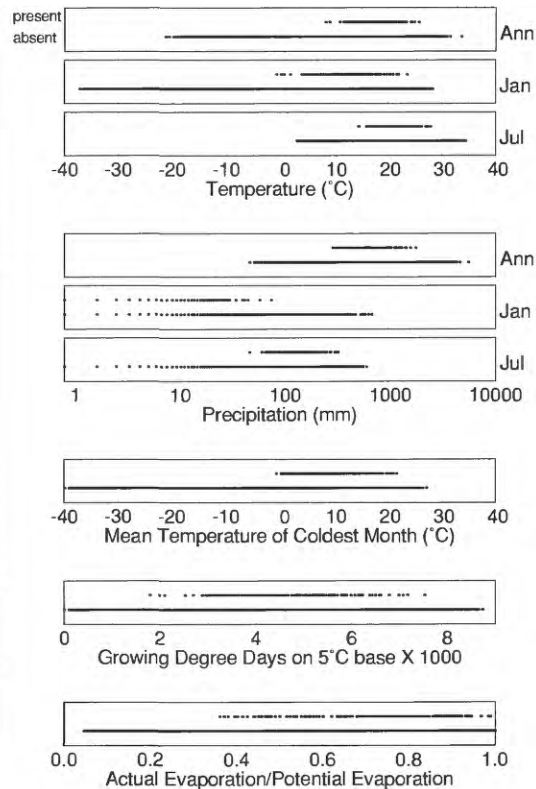 present
absent
Ann
Jan
Jul
-40 -30 -20 -10 0 10 20 30 40
Temperature (°C)
Ann
Jan
Jul
1 10 100 1000 10000
Precipitation (mm)
-40 -30 -20 -10 0 10 20 30 40
Mean Temperature of Coldest Month (°C)
0 2 4 6 8
Growing Degree Days on 5°C base X 1000
0.0 0.2 0.4 0.6 0.8 1.0
Actual Evaporation/Potential Evaporation